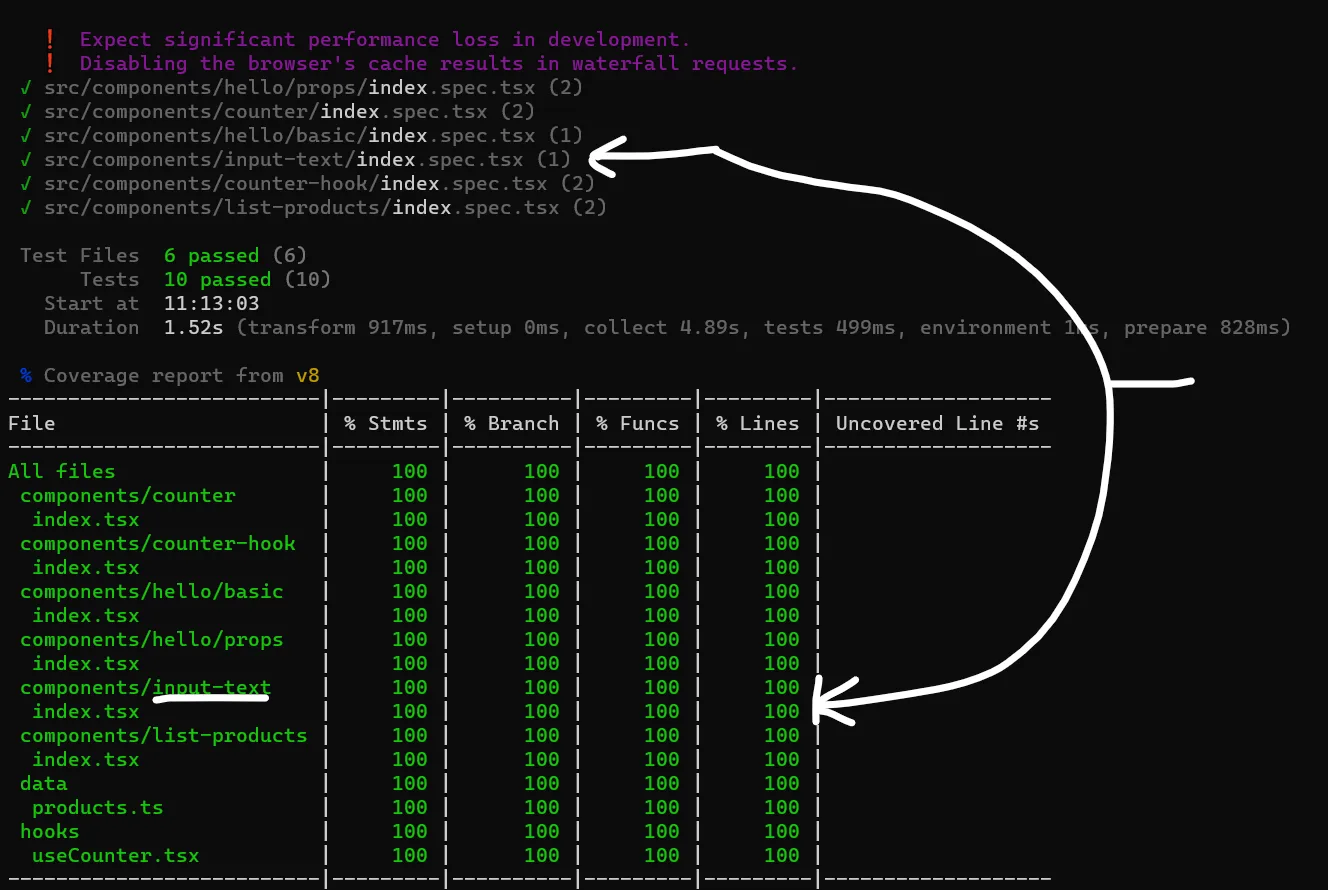 ❗ Expect significant performance loss in development.
❗ Disabling the browser's cache results in waterfall requests.
√ src/components/hello/props/index.spec.tsx (2)
√ src/components/counter/index.spec.tsx (2)
√ src/components/hello/basic/index.spec.tsx (1)
√ src/components/input-text/index.spec.tsx (1)
√ src/components/counter-hook/index.spec.tsx (2)
√ src/components/list-products/index.spec.tsx (2)
Test Files 6 passed (6)
Tests 10 passed (10)
Start at 11:13:03
Duration 1.52s (transform 917ms, setup 0ms, collect 4.89s, tests 499ms, environment 1ms, prepare 828ms)
% Coverage report from v8
File | % Stmts | % Branch | % Funcs | % Lines | Uncovered Line #s
All files | 100 | 100 | 100 | 100 |
components/counter | 100 | 100 | 100 | 100 |
index.tsx | 100 | 100 | 100 | 100 |
components/counter-hook | 100 | 100 | 100 | 100 |
index.tsx | 100 | 100 | 100 | 100 |
components/hello/basic | 100 | 100 | 100 | 100 |
index.tsx | 100 | 100 | 100 | 100 |
components/hello/props | 100 | 100 | 100 | 100 |
index.tsx | 100 | 100 | 100 | 100 |
components/input-text | 100 | 100 | 100 | 100 |
index.tsx | 100 | 100 | 100 | 100 |
components/list-products | 100 | 100 | 100 | 100 |
index.tsx | 100 | 100 | 100 | 100 |
data | 100 | 100 | 100 | 100 |
products.ts | 100 | 100 | 100 | 100 |
hooks | 100 | 100 | 100 | 100 |
useCounter.tsx | 100 | 100 | 100 | 100 |